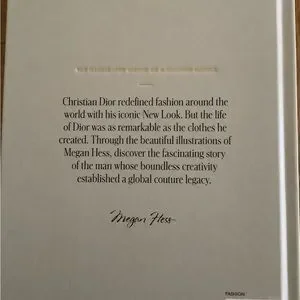 Christian Dior redefined fashion around the
world with his iconic New Look. But the life
of Dior was as remarkable as the clothes he
created. Through the beautiful illustrations of
Megan Hess, discover the fascinating story
of the man whose boundless creativity
established a global couture legacy.
Megan Hess
FASHION